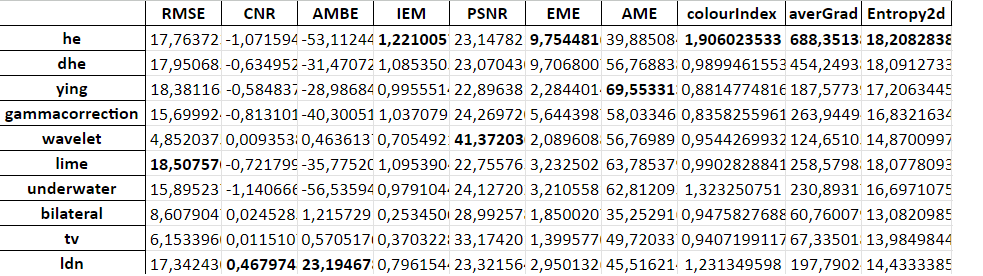 RMSE CNR AMBE IEM PSNR EME AME colourIndex averGrad Entropy2d
he 17,76372 -1,071594 -53,11244 1,221005 23,14782 9,754481 39,88508 1,906023533 688,3513 18,2082838
dhe 17,9506 -0,634952 -31,47072 1,085350 23,07043 9,706800 56,76883 0,9899461553 454,2493 18,0912733
ying 18,38116 -0,584837 -28,98684 0,995551 22,89638 2,284401 69,55331 0,8814774816 187,5773 17,2063445
gammacorrection 15,69992 -0,813101 -40,30051 1,037079 24,26972 5,644398 58,03346 0,8358255961 263,9449 16,8321634
wavelet 4,852037 0,009353 0,463613 0,705492 41,37203 2,089608 56,76989 0,9544269932 124,6510 14,8700997
lime 18,50757 -0,721799 -35,77520 1,095390 22,75576 3,232502 63,78537 0,9902828841 258,5798 18,0778093
underwater 15,89523 -1,140666 -56,53594 0,979104 24,12720 3,210558 62,81209 1,323250751 230,8931 16,6971075
bilateral 8,607904 0,024528 1,215729 0,253450 28,99257 1,850020 35,25291 0,9475827688 60,76007 13,0820985
tv 6,153396 0,011510 0,570517 0,370322 33,17420 1,399577 49,72033 0,9407199117 67,33501 13,9849844
ldn 17,34243 0,467974 23,19467 0,796154 23,32156 2,950132 45,51621 1,231349598 197,7902 14,4333385